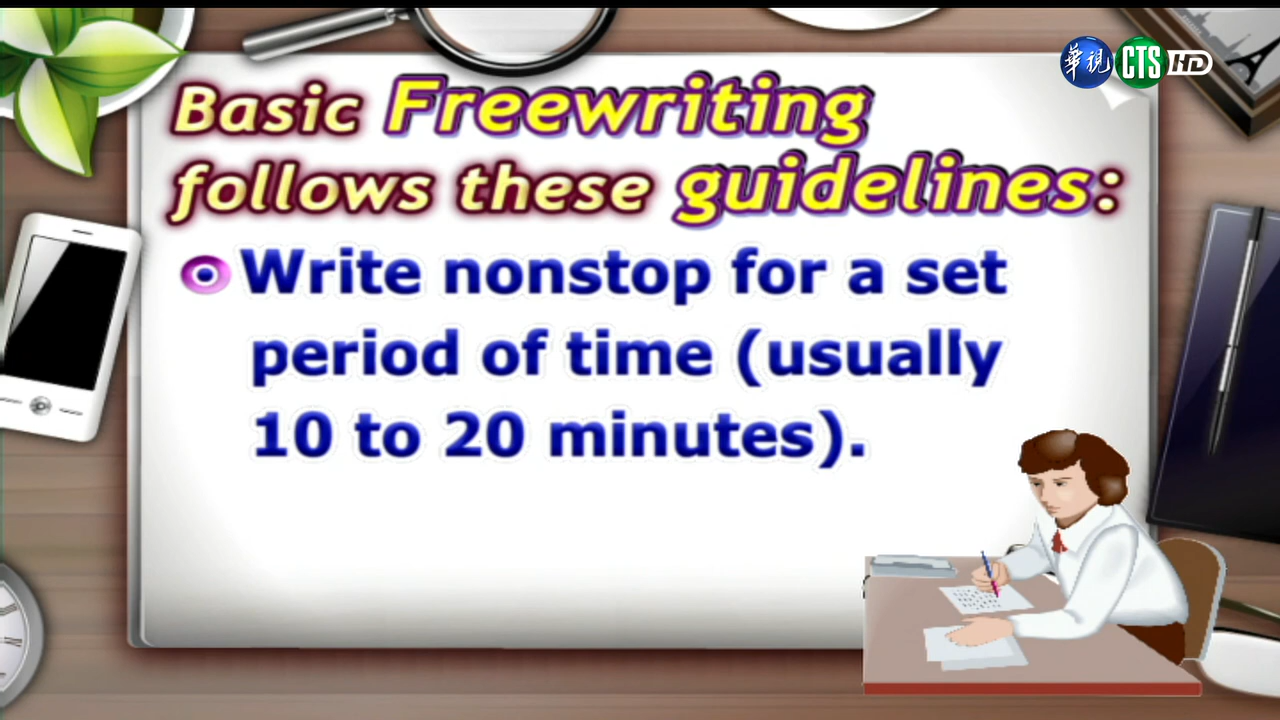 華視 CTS HD
Basic Freewriting
follows these guidelines:
Write nonstop for a set
period of time (usually
10 to 20 minutes).